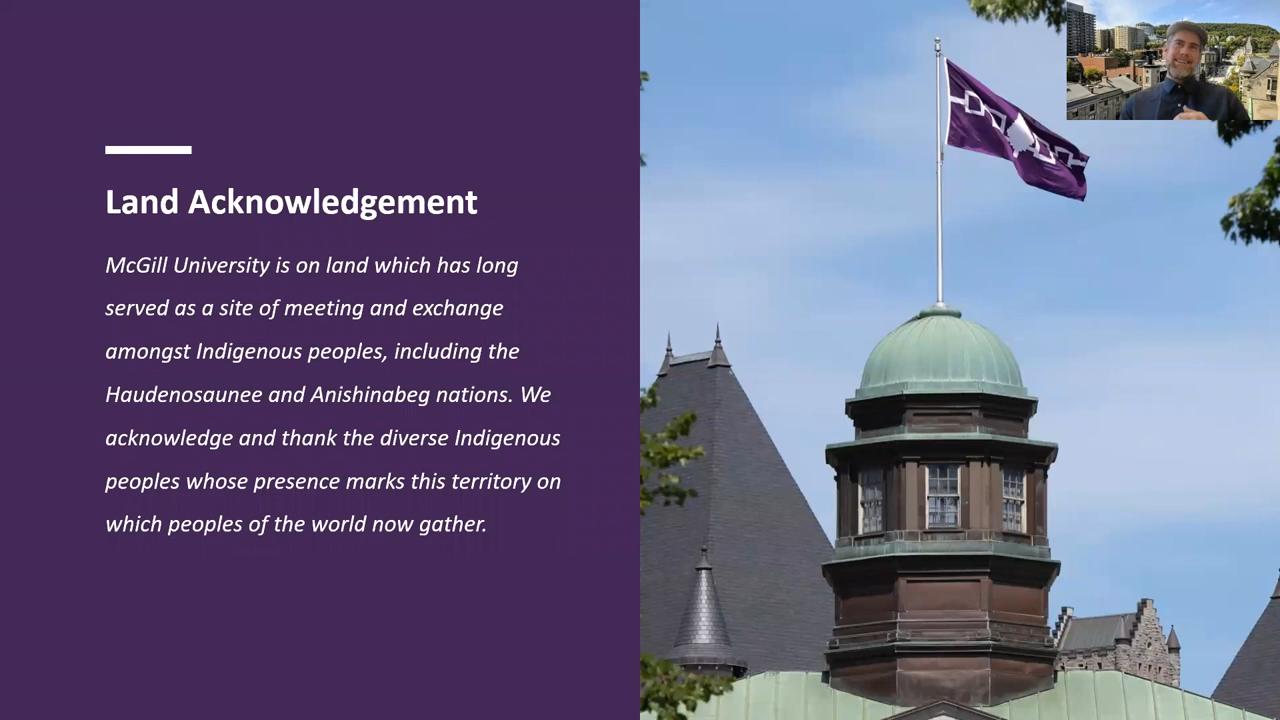 Land Acknowledgement
McGill University is on land which has long
served as a site of meeting and exchange
amongst Indigenous peoples, including the
Haudenosaunee and Anishinabeg nations. We
acknowledge and thank the diverse Indigenous
peoples whose presence marks this territory on
which peoples of the world now gather.